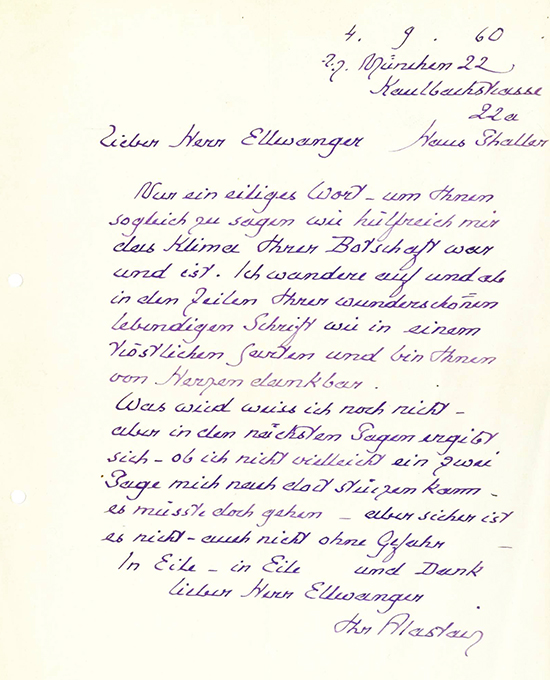 4. 9. 60
z.Z. München 22
Kaulbachstrasse
22a
Lieber Herr Ellwanger Haus Thaller
Nur ein eiliges Wort – um Ihnen
sogleich zu sagen wie hülfreich mir
das Klima Ihrer Botschaft war
und ist. Ich wandere auf und ab
in den Zeilen Ihrer wunderschönen
lebendigen Schrift wie in einem
tröstlichen Garten und bin Ihnen
von Herzen dankbar.
Was wird weiss ich noch nicht –
aber in den nächsten Tagen ergibt
sich – ob ich nicht vielleicht ein zwei
Tage mich nach dort stürzen kann –
es müsste doch gehen – aber sicher ist
es nicht – auch nicht ohne Gefahr –
In Eile – in Eile und Dank
lieber Herr Ellwanger
Ihr Alastair